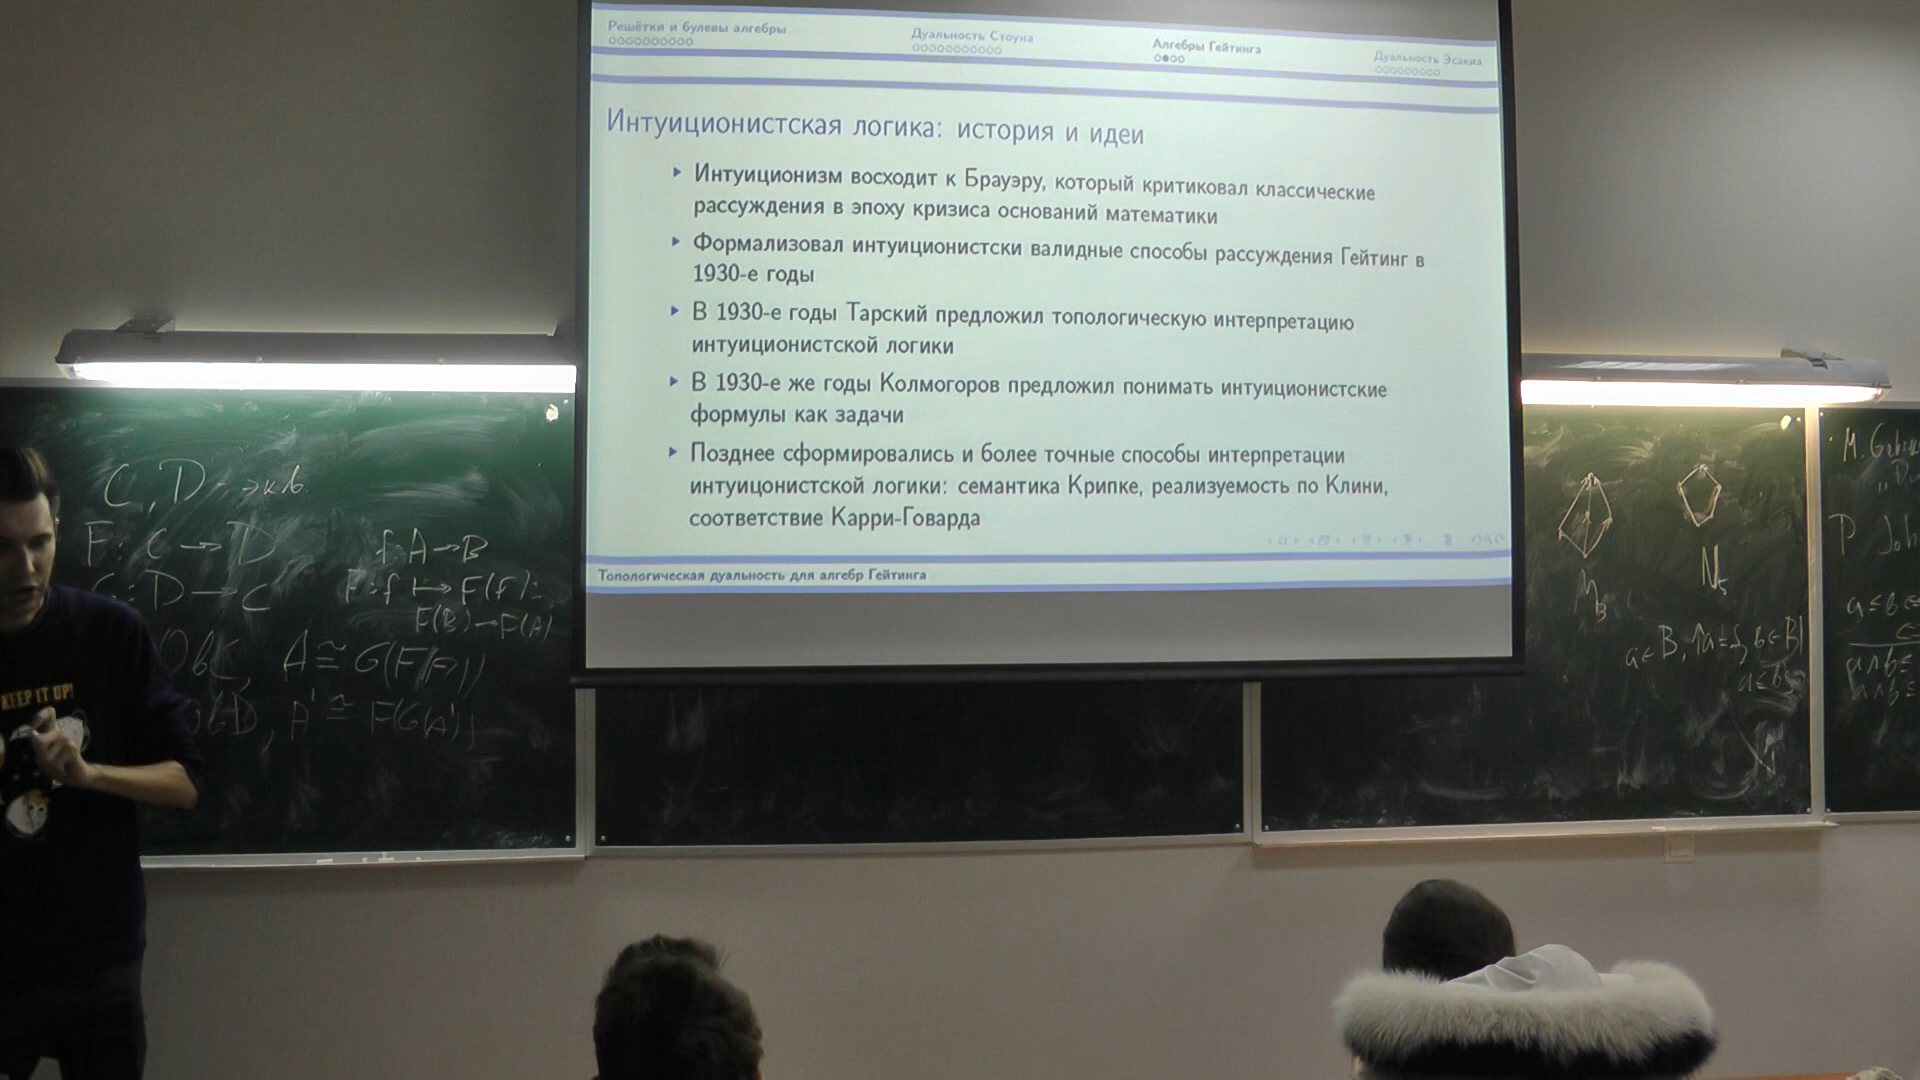 Решётки и булевы алгебры
Дуальность Стоуна
Алгебры Гейтинга
Дуальность Эсакиа
Интуиционистская логика: история и идеи
Интуиционизм восходит к Брауэру, который критиковал классические
рассуждения в эпоху кризиса оснований математики
Формализовал интуиционистски валидные способы рассуждения Гейтинг в
1930-е годы
В 1930-е годы Тарский предложил топологическую интерпретацию
интуиционистской логики
В 1930-е же годы Колмогоров предложил понимать интуиционистские
формулы как задачи
Позднее сформировались и более точные способы интерпретации
интуицонистской логики: семантика Крипке, реализуемость по Клини,
соответствие Карри-Говарда
Топологическая дуальность для алгебр Гейтинга
C, D - экв.
F: C → D
: D → C
f: A → B
F: f ↦ F(f):
F(B) → F(A)
A ≅ G(F(A))
A' ≅ F(G(A'))
KEEP IT UP!
M₃
N₅
a ∈ B, ↑a = { b ∈ B |
a ≤ b }
M.
P. Joh
a ≤ b
a ∧ b ≤
a ∧ b ≤